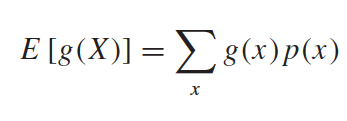 E [g(X)] = ∑ g(x)p(x)
x